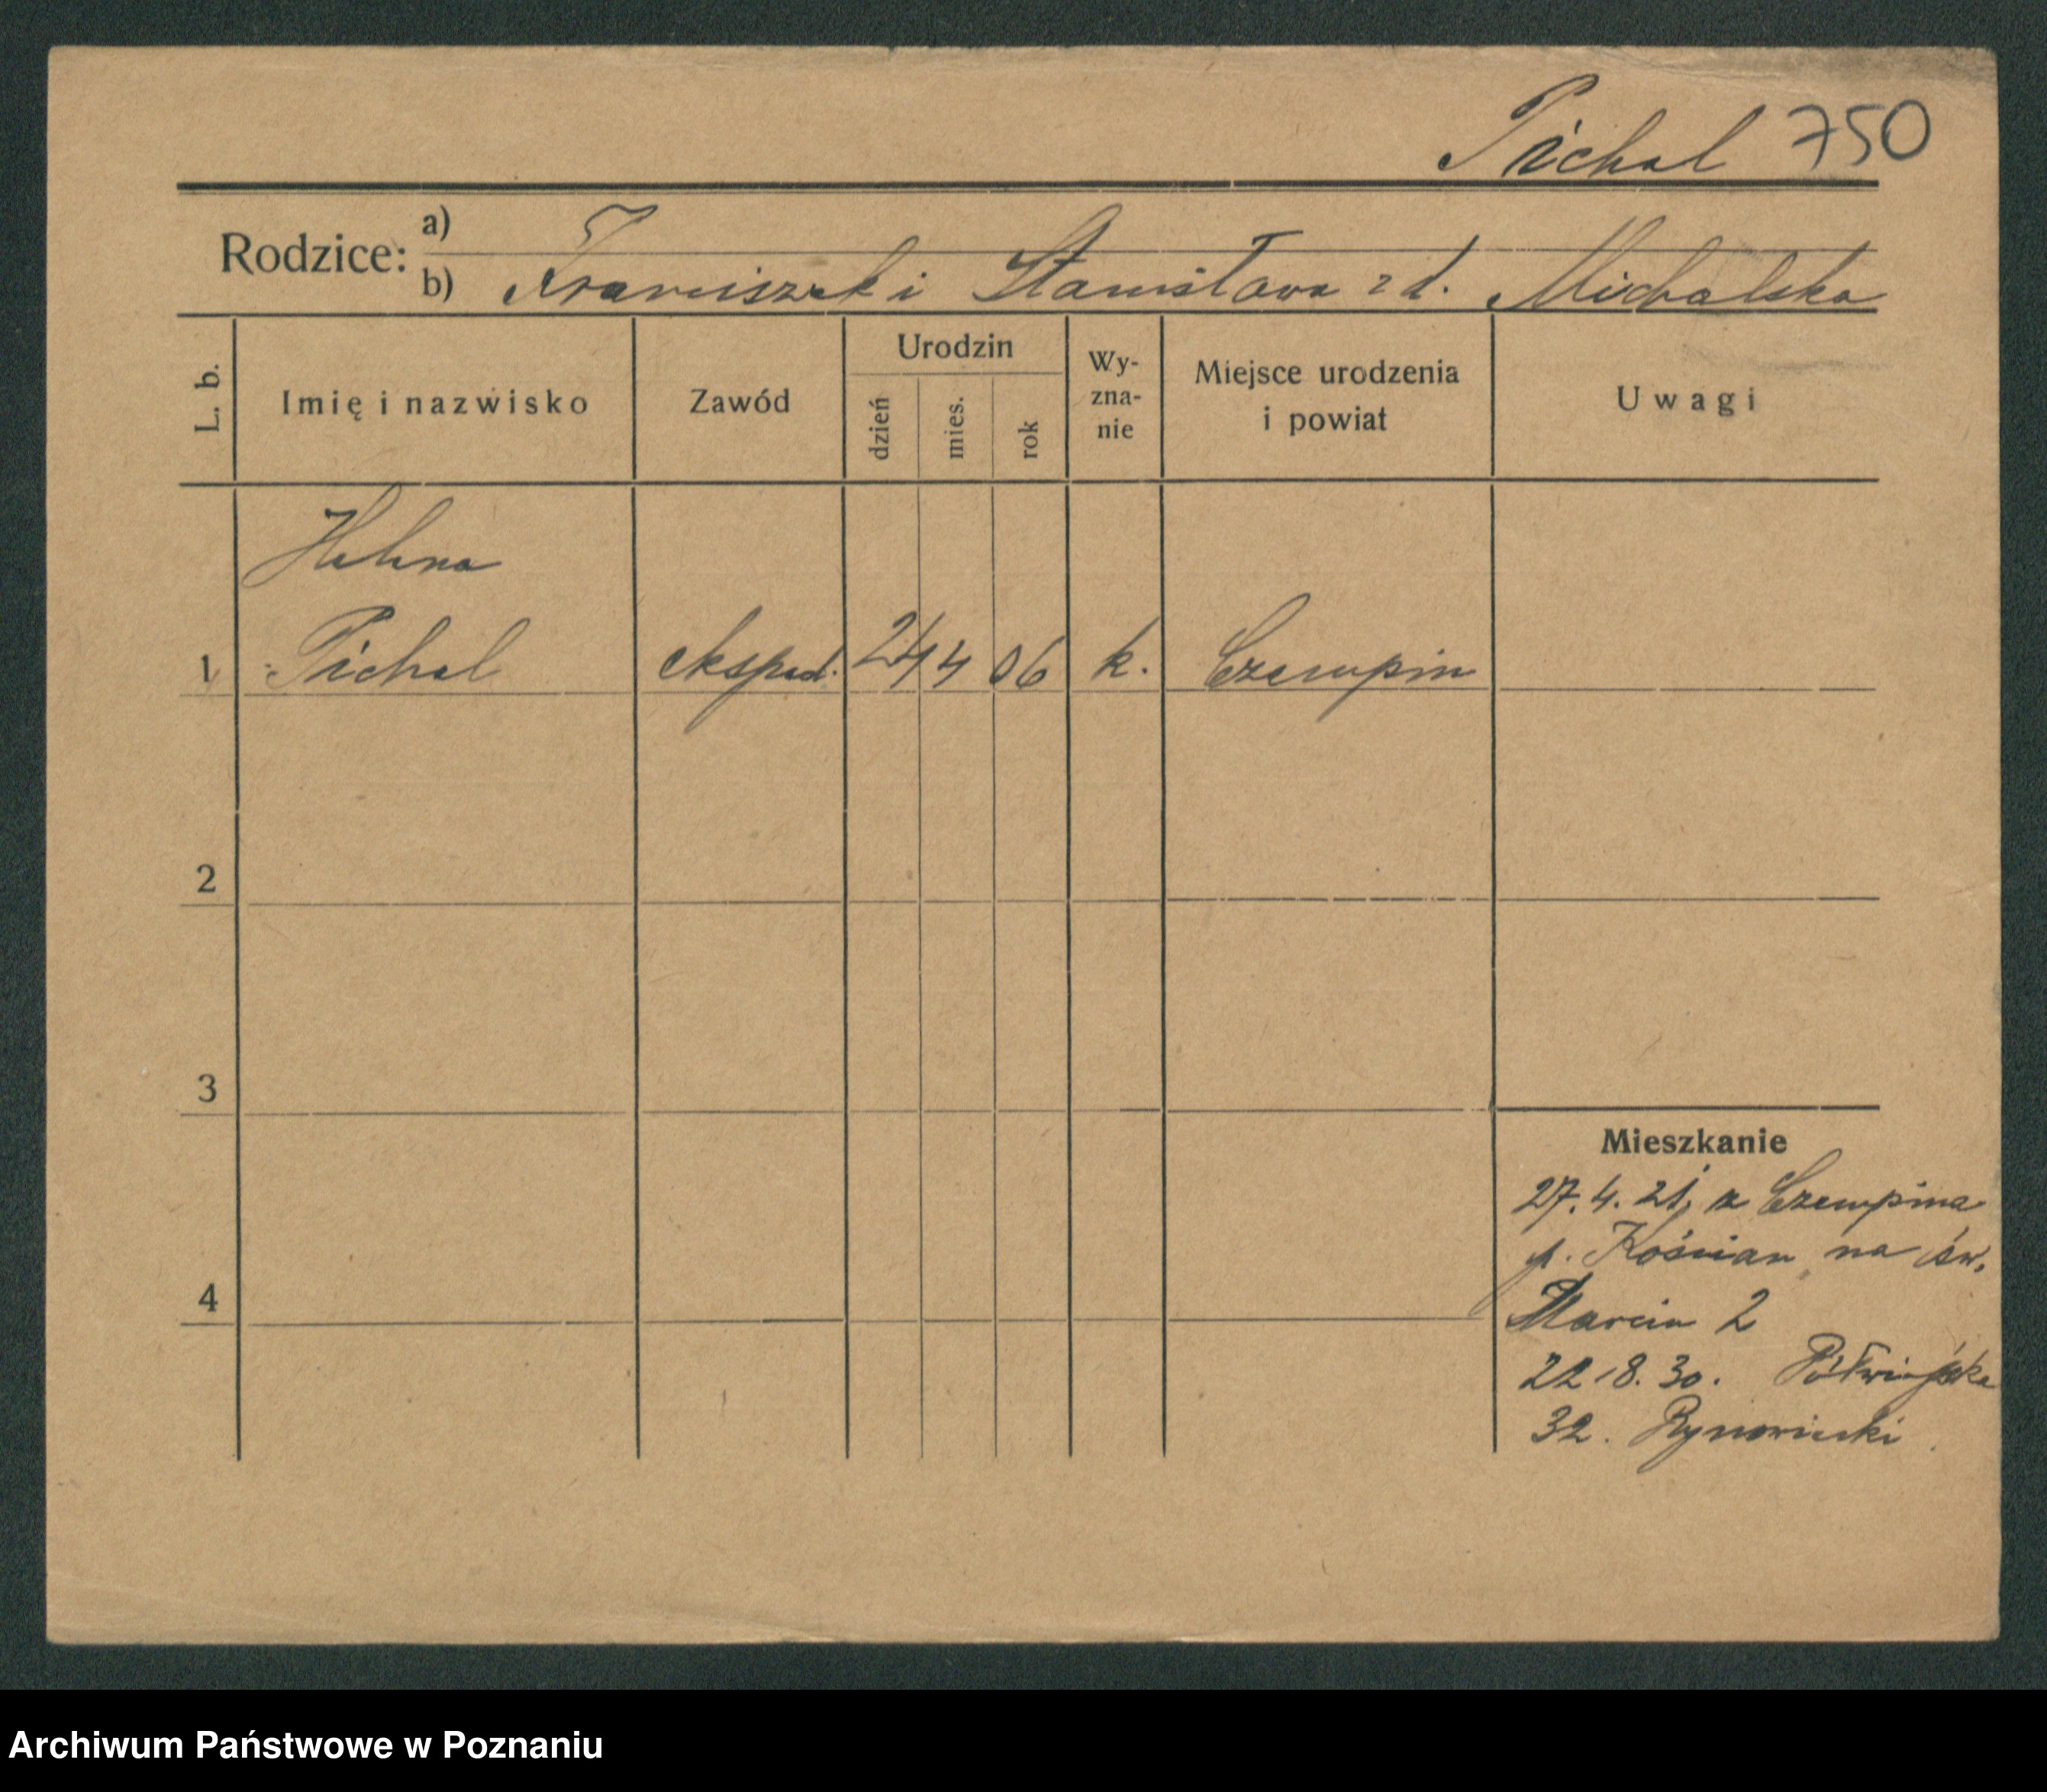 Pichal 750
Rodzice: a)
b) Franciszek i Stanisława z d. Michalska
L. b. Imię i nazwisko Zawód Urodzin dzień mies. rok Wy-zna-nie Miejsce urodzenia i powiat Uwagi
Helena
1 Pichal eksped. 24 4 06 k. Czempin
2
3
Mieszkanie
27. 4. 21. z Czempina
p. Kościan na św.
4
Marcin 2
22 8. 30. Półwiejska
32. Rynowiecki
Archiwum Państwowe w Poznaniu